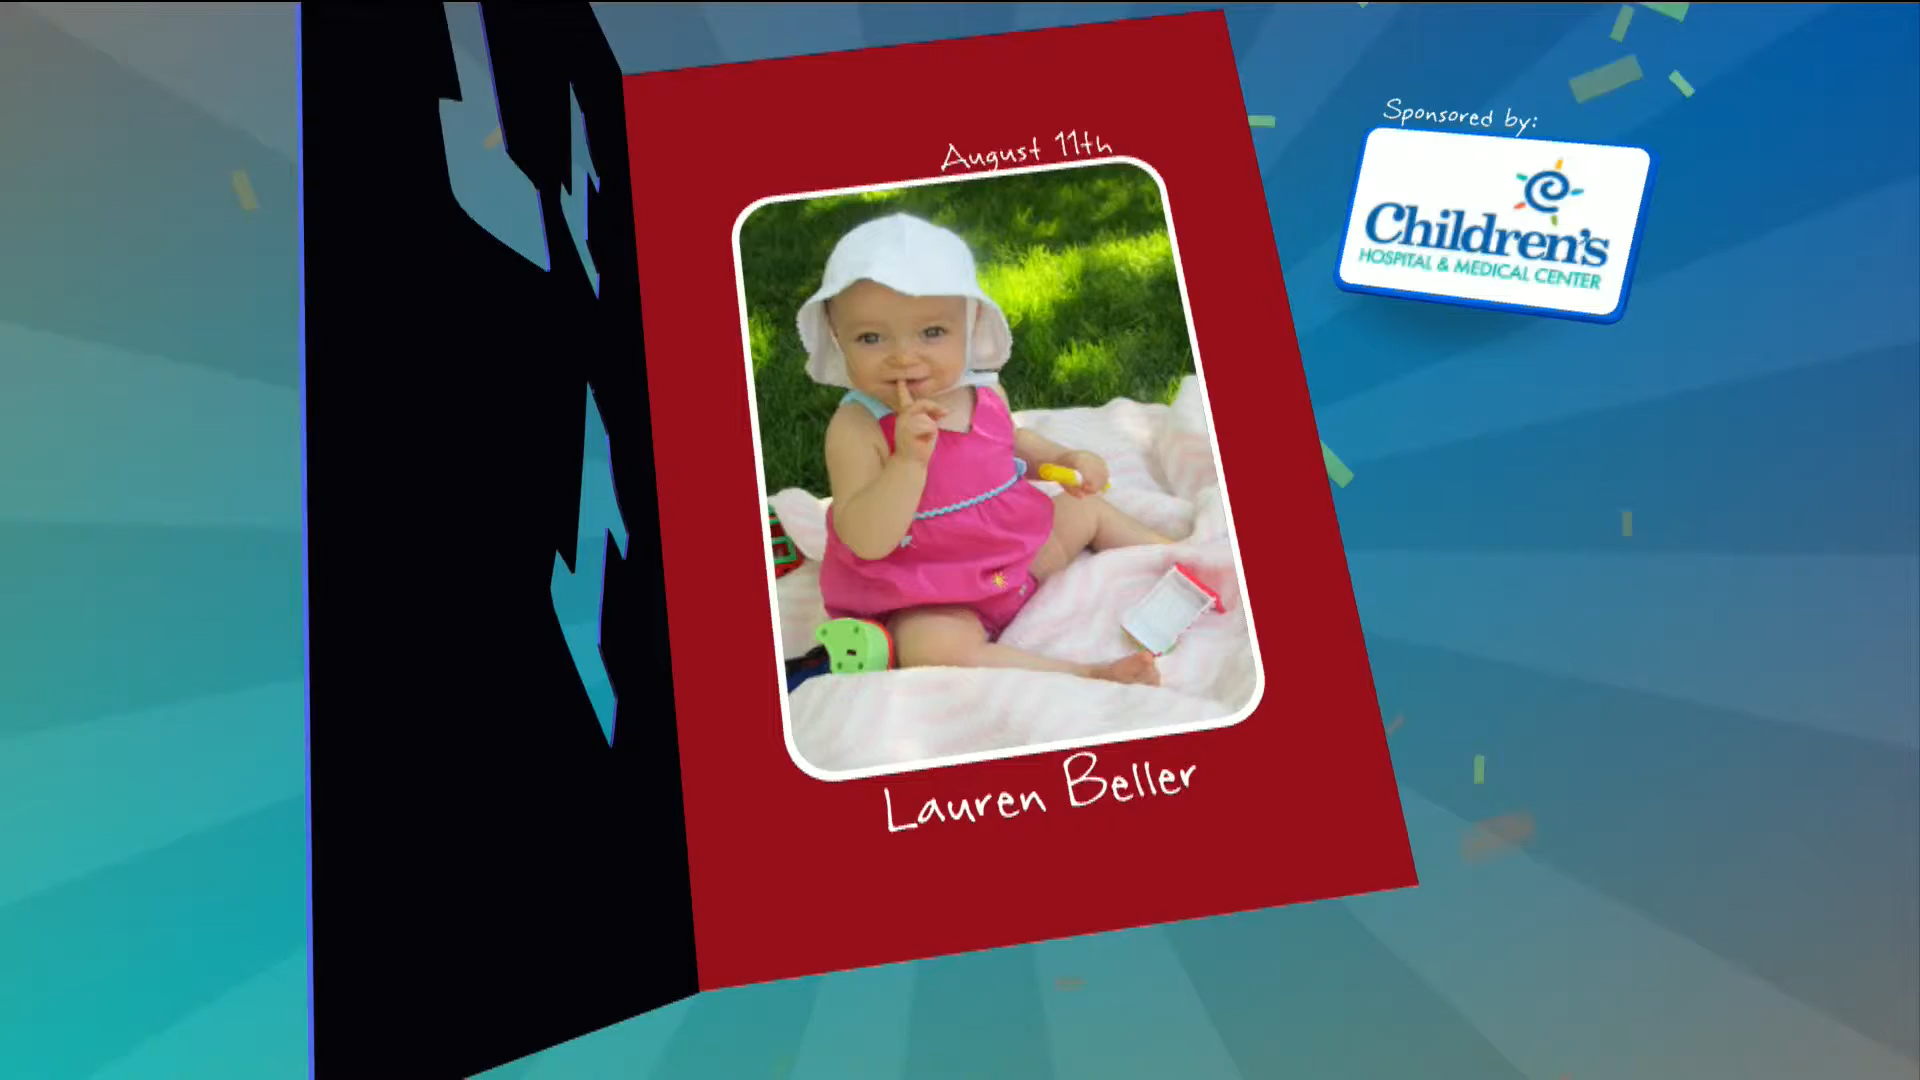 August 11th
Lauren Beller
Sponsored by:
Children's
HOSPITAL & MEDICAL CENTER